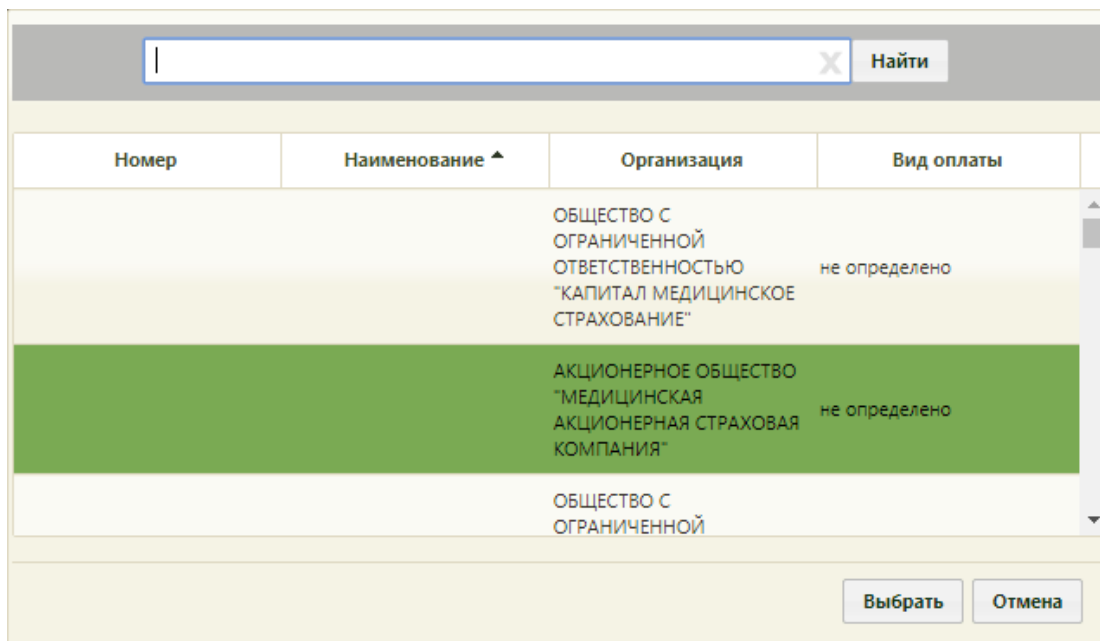 X
Найти
Номер
Наименование
Организация
Вид оплаты
ОБЩЕСТВО С
ОГРАНИЧЕННОЙ
ОТВЕТСТВЕННОСТЬЮ
"КАПИТАЛ МЕДИЦИНСКОЕ
СТРАХОВАНИЕ"
не определено
АКЦИОНЕРНОЕ ОБЩЕСТВО
"МЕДИЦИНСКАЯ
АКЦИОНЕРНАЯ СТРАХОВАЯ
КОМПАНИЯ"
не определено
ОБЩЕСТВО С
ОГРАНИЧЕННОЙ
Выбрать
Отмена